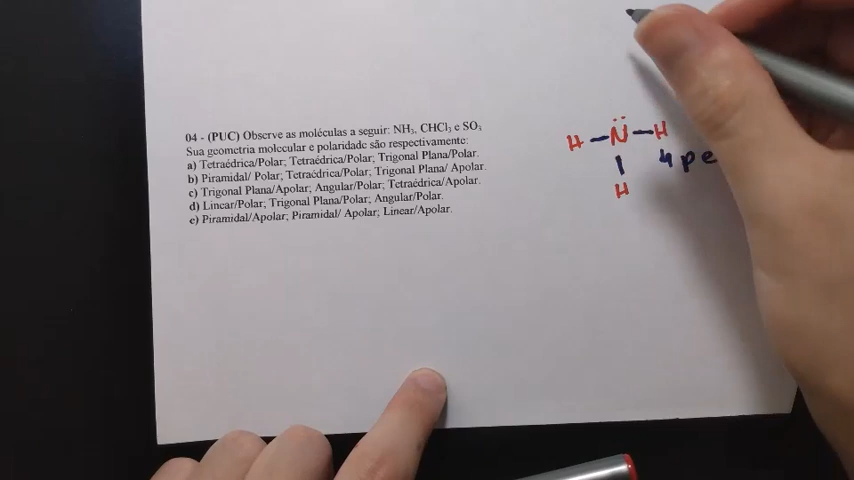 04 - (PUC) Observe as moléculas a seguir: NH3, CHCl3 e SO3
Sua geometria molecular e polaridade são respectivamente:
a) Tetraédrica/Polar; Tetraédrica/Polar; Trigonal Plana/Polar.
b) Piramidal/ Polar; Tetraédrica/Polar; Trigonal Plana/ Apolar.
c) Trigonal Plana/Apolar; Angular/Polar; Tetraédrica/Apolar.
d) Linear/Polar; Trigonal Plana/Polar; Angular/Polar.
e) Piramidal/Apolar; Piramidal/ Apolar; Linear/Apolar.
H – N̈ – H
4 p e
|
H